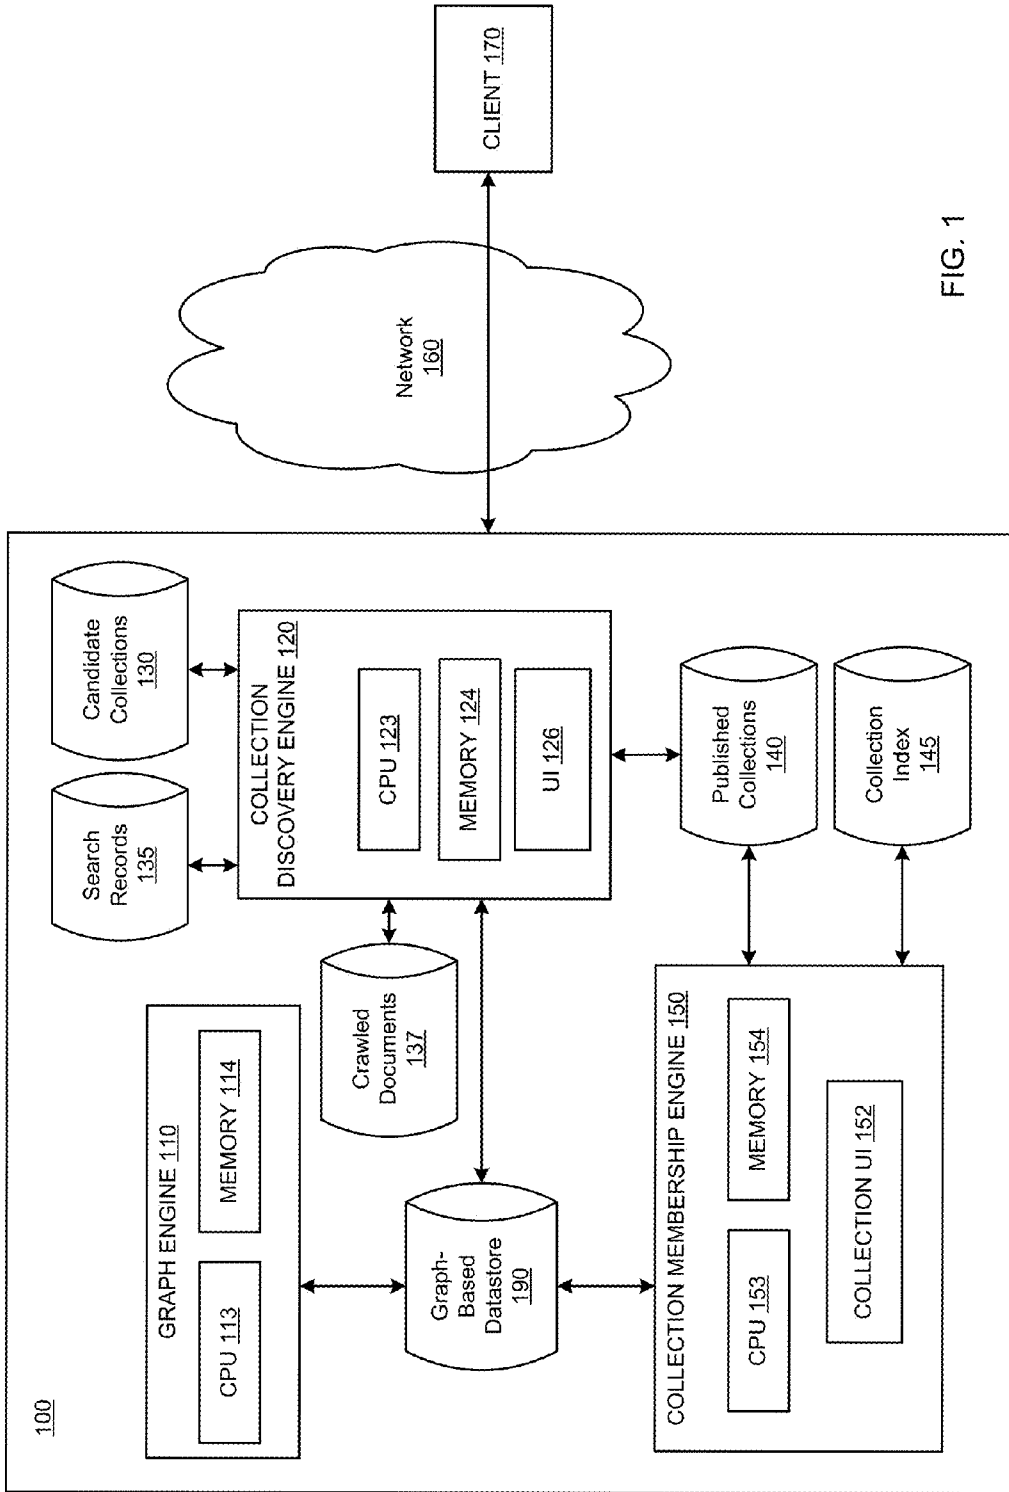 100
GRAPH ENGINE 110
CPU 113
MEMORY 114
Search
Records
135
Candidate
Collections
130
Crawled
Documents
137
COLLECTION
DISCOVERY ENGINE 120
CPU 123
MEMORY 124
UI 126
Graph-
Based
Datastore
190
COLLECTION MEMBERSHIP ENGINE 150
CPU 153
MEMORY 154
COLLECTION UI 152
Published
Collections
140
Collection
Index
145
Network
160
CLIENT 170
FIG. 1